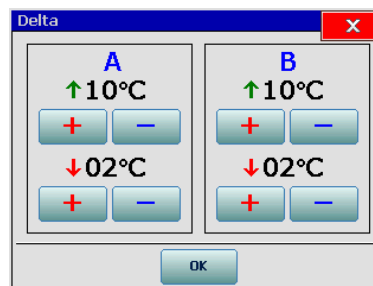 Delta X
A B
↑10°C ↑10°C
+ − + −
↓02°C ↓02°C
+ − + −
OK